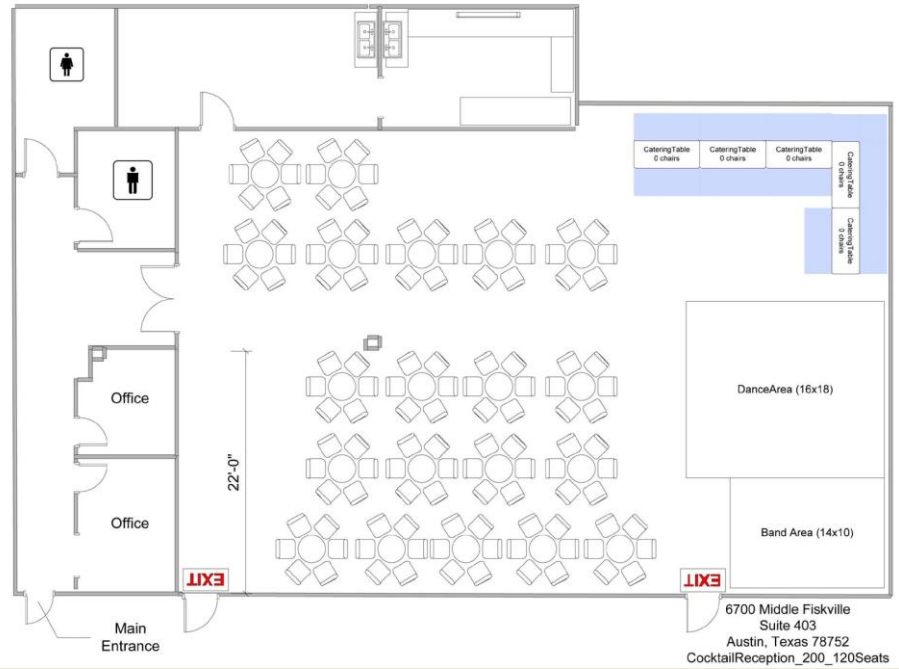 CateringTable
0 chairs
CateringTable
0 chairs
CateringTable
0 chairs
CateringTable
0 chairs
CateringTable
0 chairs
Office
DanceArea (16x18)
22'-0"
Office
Band Area (14x10)
EXIT
EXIT
Main
Entrance
6700 Middle Fiskville
Suite 403
Austin, Texas 78752
CocktailReception_200_120Seats